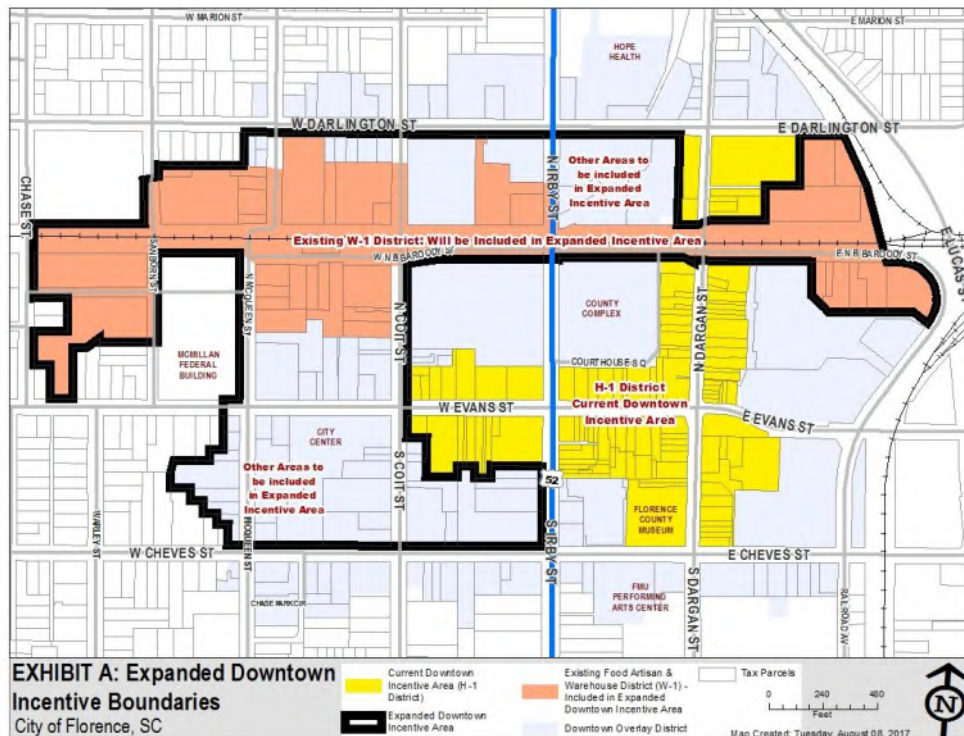 W MARION ST
E MARION ST
HOPE
HEALTH
W DARLINGTON ST
E DARLINGTON ST
CHASE ST
N IRBY ST
Other Areas to
be included
in Expanded
Incentive Area
Existing W-1 District: Will be Included in Expanded Incentive Area
SANBORN ST
W N B BAROODY ST
E N B BAROODY ST
E LUCAS ST
N MCQUEEN ST
N COIT ST
COUNTY
COMPLEX
N DARGAN ST
MCMILLAN
FEDERAL
BUILDING
COURTHOUSE SQ
H-1 District
Current Downtown
Incentive Area
W EVANS ST
E EVANS ST
CITY
CENTER
Other Areas to
be included
in Expanded
Incentive Area
S COIT ST
52
FLORENCE
COUNTY
MUSEUM
WARLEY ST
MCQUEEN ST
S IRBY ST
W CHEVES ST
E CHEVES ST
CHASE PARK CIR
FMU
PERFORMING
ARTS CENTER
S DARGAN ST
RAILROAD AV
EXHIBIT A: Expanded Downtown
Incentive Boundaries
City of Florence, SC
Current Downtown
Incentive Area (H-1
District)
Expanded Downtown
Incentive Area
Existing Food Artisan &
Warehouse District (W-1) -
Included in Expanded
Downtown Incentive Area
Downtown Overlay District
Tax Parcels
0 240 480
Feet
N
Map Created: Tuesday, August 08, 2017